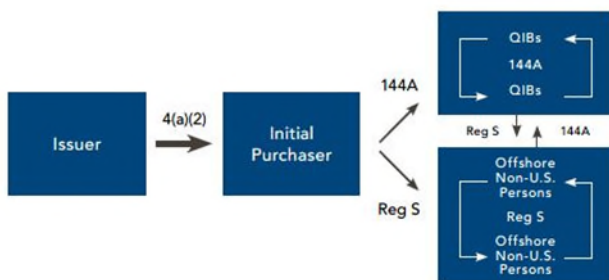 Issuer
4(a)(2)
Initial
Purchaser
144A
Reg S
QIBs
144A
QIBs
Reg S
144A
Offshore
Non-U.S.
Persons
Reg S
Offshore
Non-U.S.
Persons